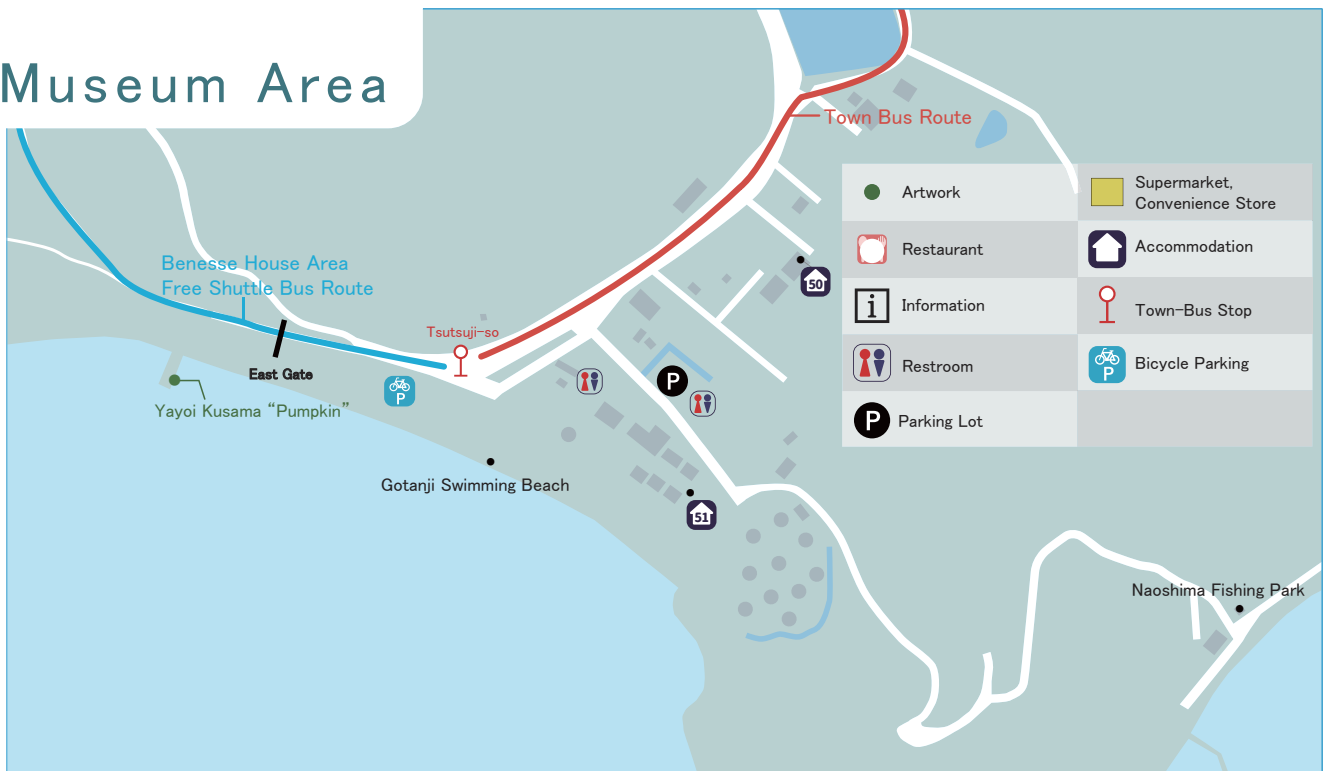 Museum Area
Town Bus Route
Artwork
Supermarket,
Convenience Store
Restaurant
Accommodation
i
Information
Town-Bus Stop
Restroom
P
Bicycle Parking
P
Parking Lot
50
Benesse House Area
Free Shuttle Bus Route
Tsutsuji-so
East Gate
P
P
Yayoi Kusama “Pumpkin”
Gotanji Swimming Beach
51
Naoshima Fishing Park